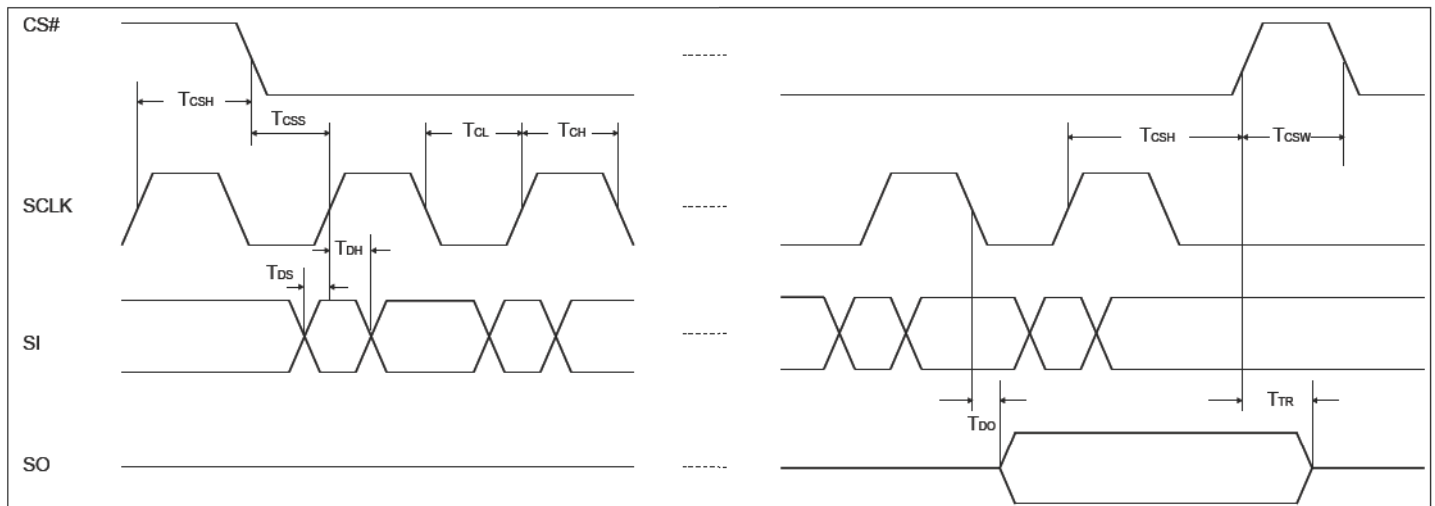 CS#
TCSH
TCSS
TCL
TCH
TCSH
TCSW
SCLK
TDH
TDS
SI
TDO
TTR
SO